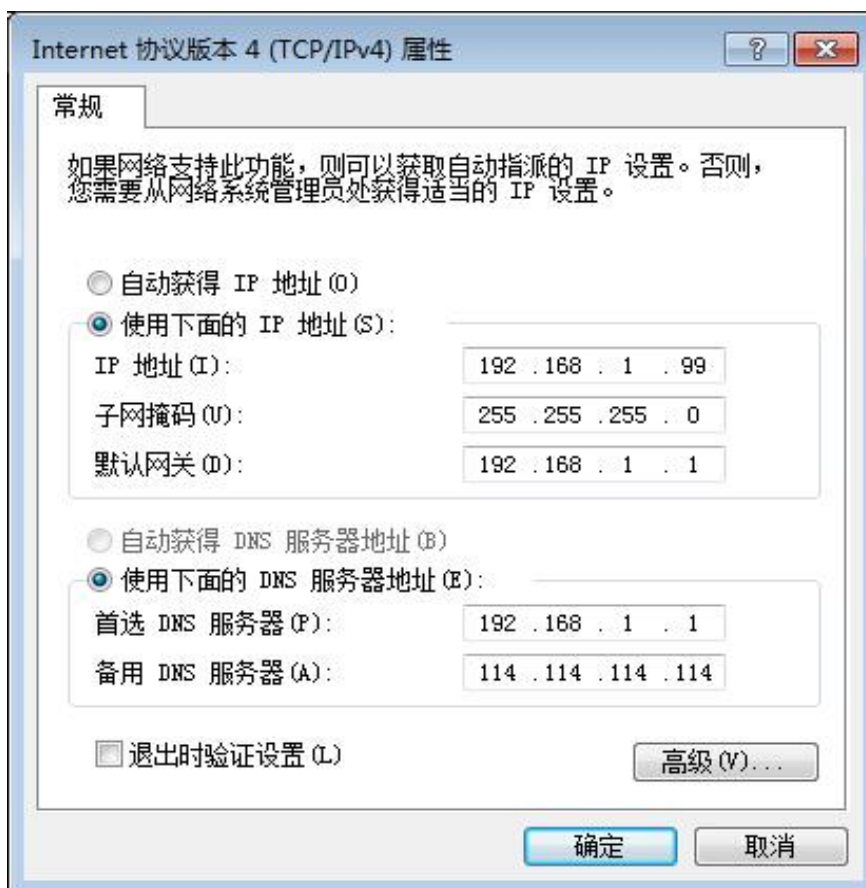 Internet 协议版本 4 (TCP/IPv4) 属性
常规
如果网络支持此功能，则可以获取自动指派的 IP 设置。否则，
您需要从网络系统管理员处获得适当的 IP 设置。
自动获得 IP 地址(O)
使用下面的 IP 地址(S):
IP 地址(I): 192 . 168 . 1 . 99
子网掩码(U): 255 . 255 . 255 . 0
默认网关(D): 192 . 168 . 1 . 1
自动获得 DNS 服务器地址(B)
使用下面的 DNS 服务器地址(E):
首选 DNS 服务器(P): 192 . 168 . 1 . 1
备用 DNS 服务器(A): 114 . 114 . 114 . 114
退出时验证设置(L)
高级(V)...
确定 取消